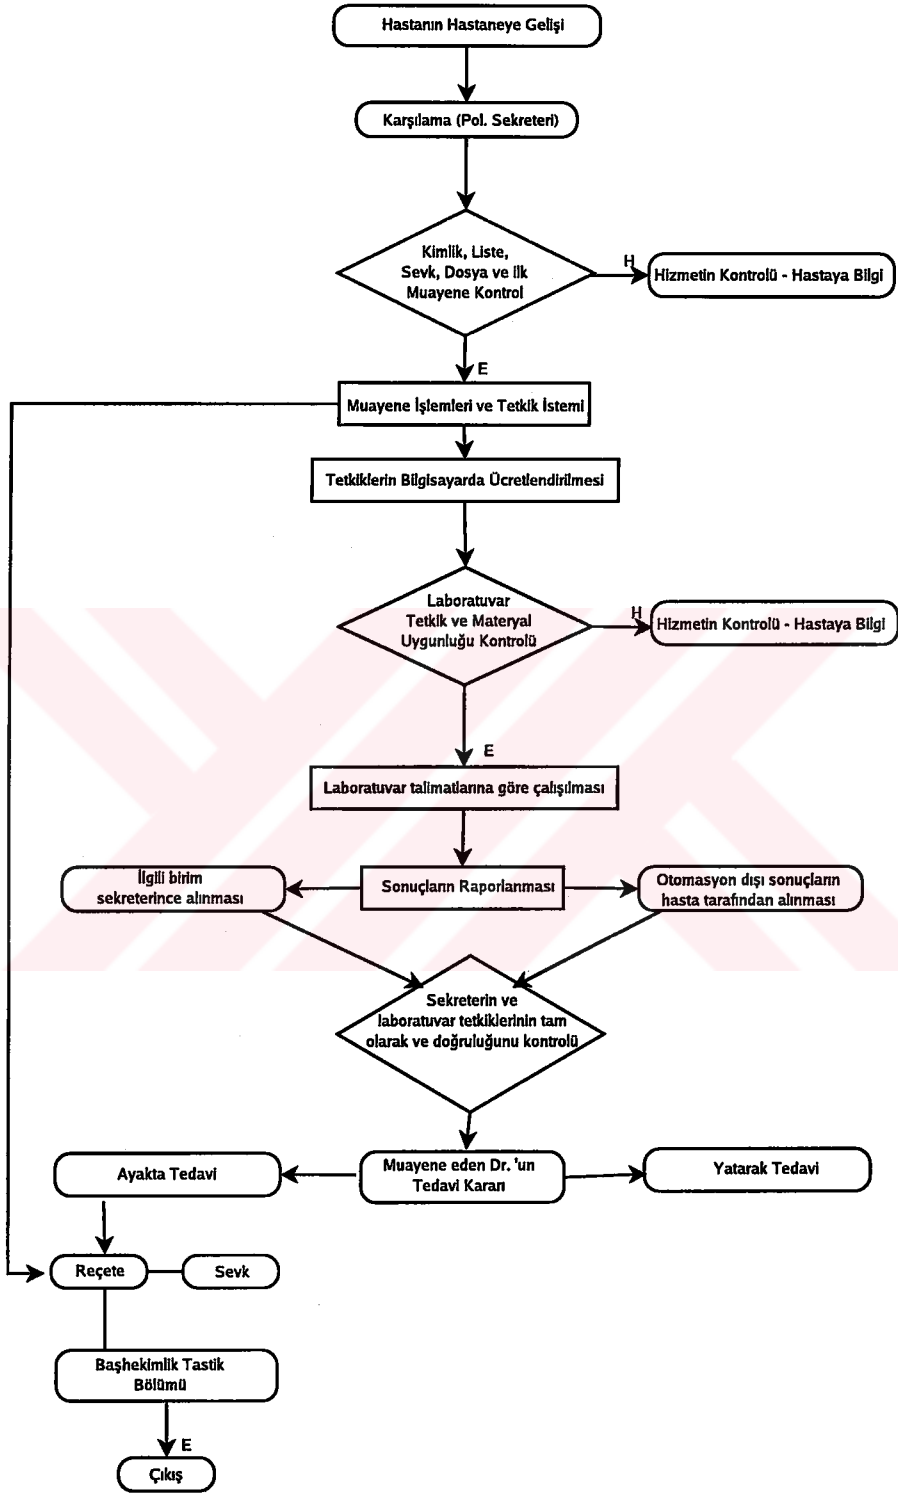 Hastanın Hastaneye Gelişi
Karşılama (Pol. Sekreteri)
Kimlik, Liste,
Sevk, Dosya ve ilk
Muayene Kontrol
H
Hizmetin Kontrolü - Hastaya Bilgi
E
Muayene İşlemleri ve Tetkik İstemi
Tetkiklerin Bilgisayarda Ücretlendirilmesi
Laboratuvar
Tetkik ve Materyal
Uygunluğu Kontrolü
H
Hizmetin Kontrolü - Hastaya Bilgi
E
Laboratuvar talimatlarına göre çalışılması
İlgili birim
sekreterince alınması
Sonuçların Raporlanması
Otomasyon dışı sonuçların
hasta tarafından alınması
Sekreterin ve
laboratuvar tetkiklerinin tam
olarak ve doğruluğunu kontrolü
Ayakta Tedavi
Muayene eden Dr. 'un
Tedavi Kararı
Yatarak Tedavi
Reçete
Sevk
Başhekimlik Tastik
Bölümü
E
Çıkış